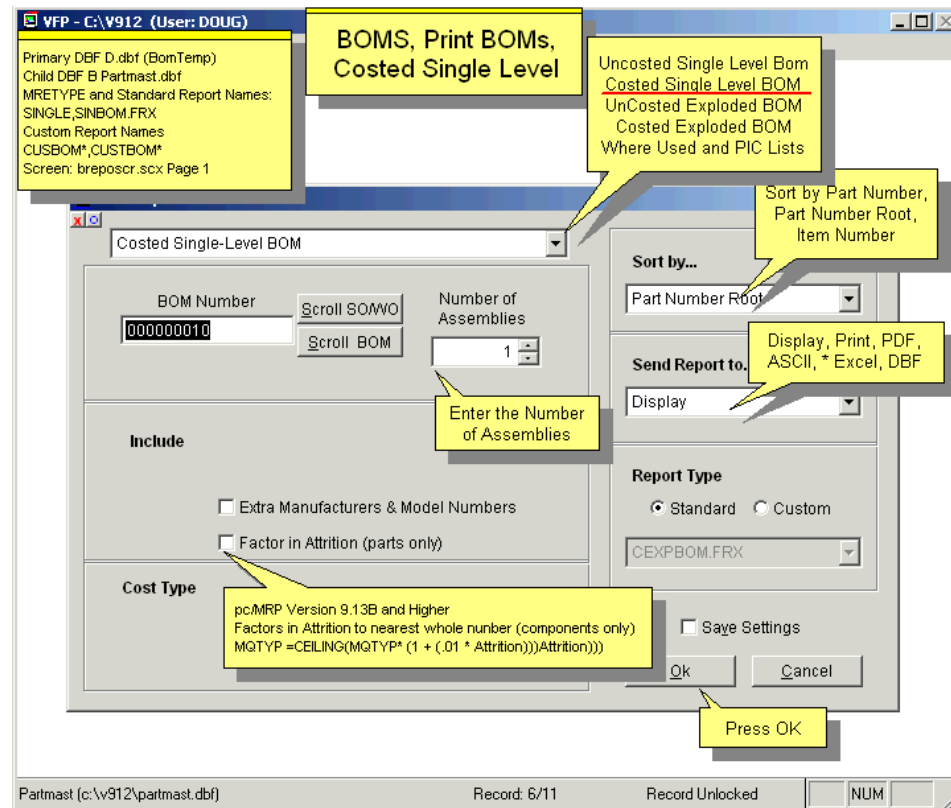 VFP - C:\V912 (User: DOUG)
Primary DBF D.dbf (BomTemp)
Child DBF B Partmast.dbf
MRETYPE and Standard Report Names:
SINGLE,SINBOM.FRX
Custom Report Names
CUSBOM*,CUSTBOM*
Screen: breposcr.scx Page 1
BOMS, Print BOMs,
Costed Single Level
Uncosted Single Level Bom
Costed Single Level BOM
UnCosted Exploded BOM
Costed Exploded BOM
Where Used and PIC Lists
Sort by Part Number,
Part Number Root,
Item Number
Costed Single-Level BOM
Sort by...
Part Number Root
BOM Number
000000010
Scroll SO/WO
Scroll BOM
Number of
Assemblies
1
Enter the Number
of Assemblies
Display, Print, PDF,
ASCII, * Excel, DBF
Send Report to..
Display
Include
Extra Manufacturers & Model Numbers
Factor in Attrition (parts only)
Report Type
Standard
Custom
CEXPBOM.FRX
Cost Type
pc/MRP Version 9.13B and Higher
Factors in Attrition to nearest whole nunber (components only)
MQTYP =CEILING(MQTYP* (1 + (.01 * Attrition)))Attrition)))
Save Settings
Ok
Cancel
Press OK
Partmast (c:\v912\partmast.dbf)
Record: 6/11
Record Unlocked
NUM